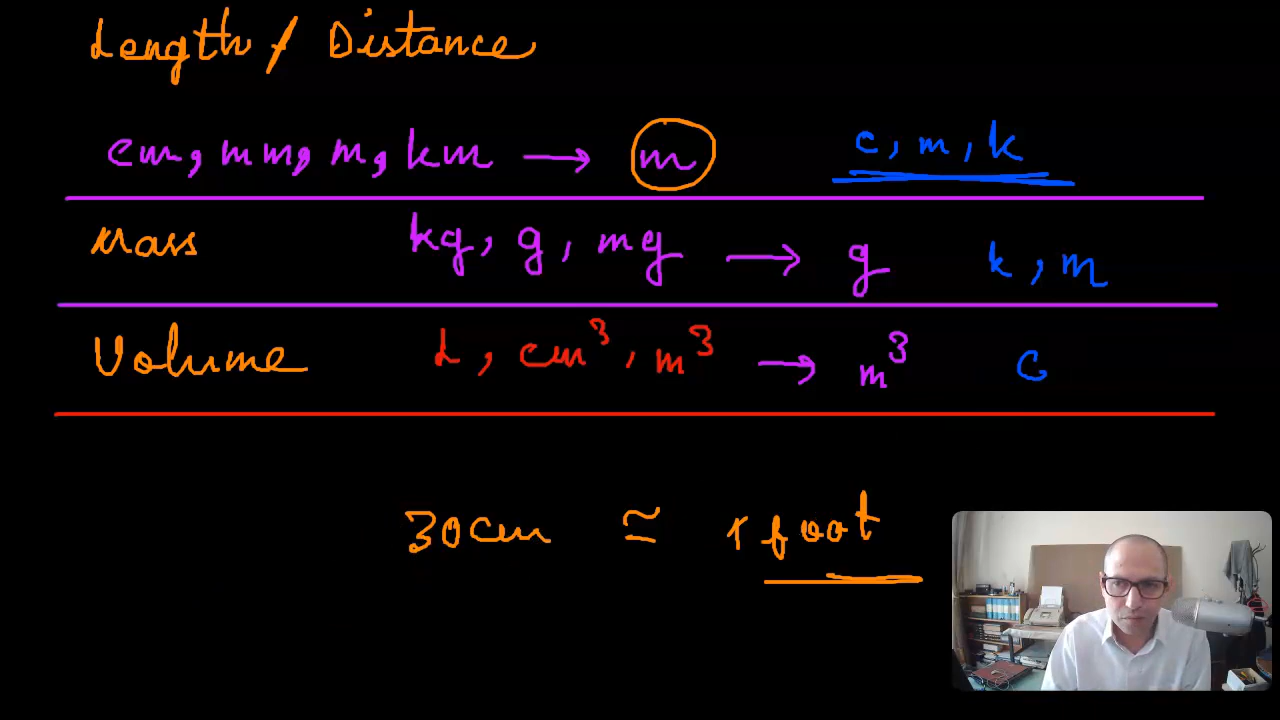 Length / Distance
cm, mm, m, km → m c, m, k
Mass kg, g, mg → g k, m
Volume L, cm³, m³ → m³ c
30cm ≅ 1 foot